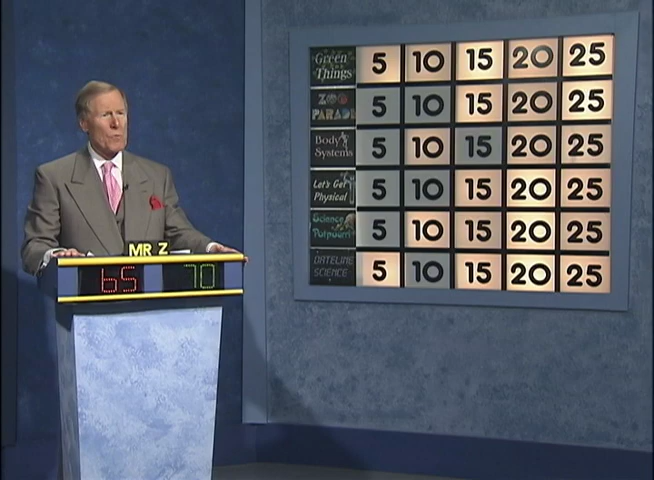 Green Things 5 10 15 20 25
ZOO PARADE 5 10 15 20 25
Body Systems 5 10 15 20 25
Let's Get Physical 5 10 15 20 25
Science Potpourri 5 10 15 20 25
DATELINE SCIENCE 5 10 15 20 25
MR Z
65 70